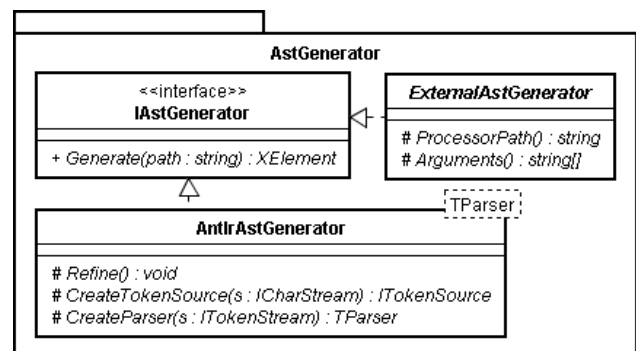 AstGenerator
<<interface>>
IAstGenerator
+ Generate(path : string) : XElement
ExternalAstGenerator
# ProcessorPath() : string
# Arguments() : string[]
TParser
AntlrAstGenerator
# Refine() : void
# CreateTokenSource(s : ICharStream) : ITokenSource
# CreateParser(s : ITokenStream) : TParser